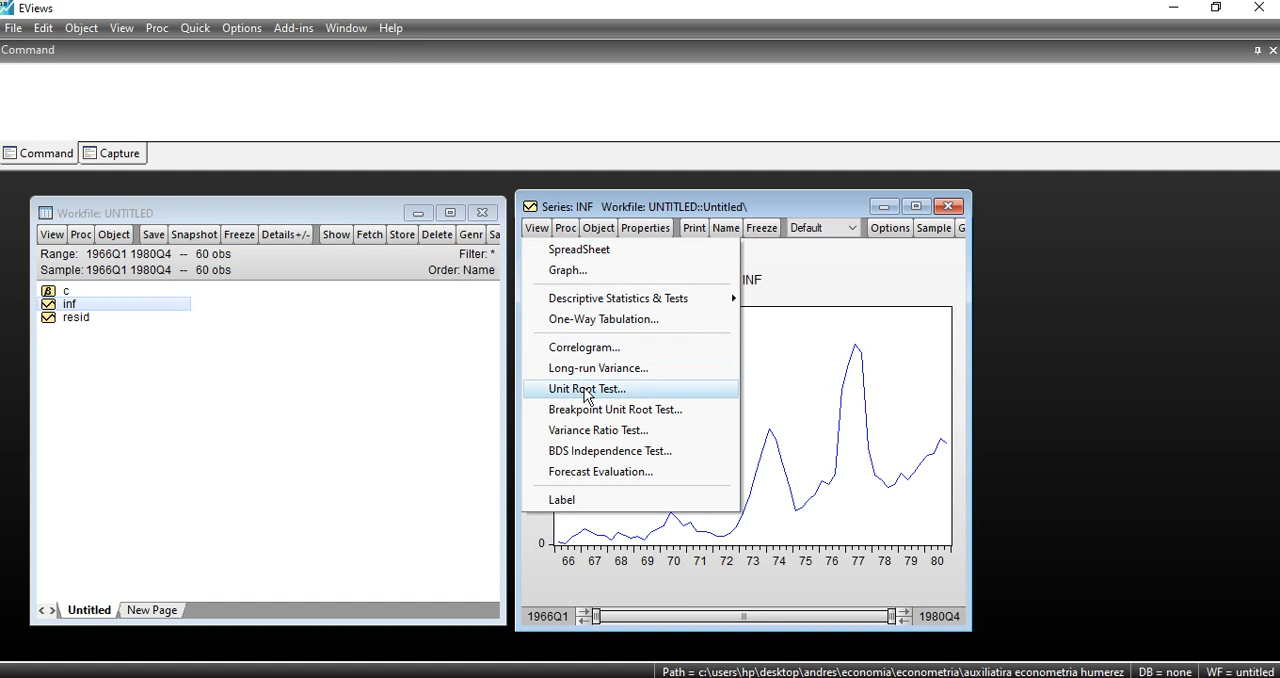 EViews
File Edit Object View Proc Quick Options Add-ins Window Help
Command
Command Capture
Workfile: UNTITLED
View Proc Object Save Snapshot Freeze Details+/- Show Fetch Store Delete Genr Sa
Range: 1966Q1 1980Q4 -- 60 obs Filter: *
Sample: 1966Q1 1980Q4 -- 60 obs Order: Name
c
inf
resid
Untitled New Page
Series: INF Workfile: UNTITLED::Untitled\
View Proc Object Properties Print Name Freeze Default Options Sample G
SpreadSheet
Graph...
Descriptive Statistics & Tests
One-Way Tabulation...
Correlogram...
Long-run Variance...
Unit Root Test...
Breakpoint Unit Root Test...
Variance Ratio Test...
BDS Independence Test...
Forecast Evaluation...
Label
INF
0
66 67 68 69 70 71 72 73 74 75 76 77 78 79 80
1966Q1 1980Q4
Path = c:\users\hp\desktop\andres\economia\econometria\auxiliatira econometria humerez DB = none WF = untitled